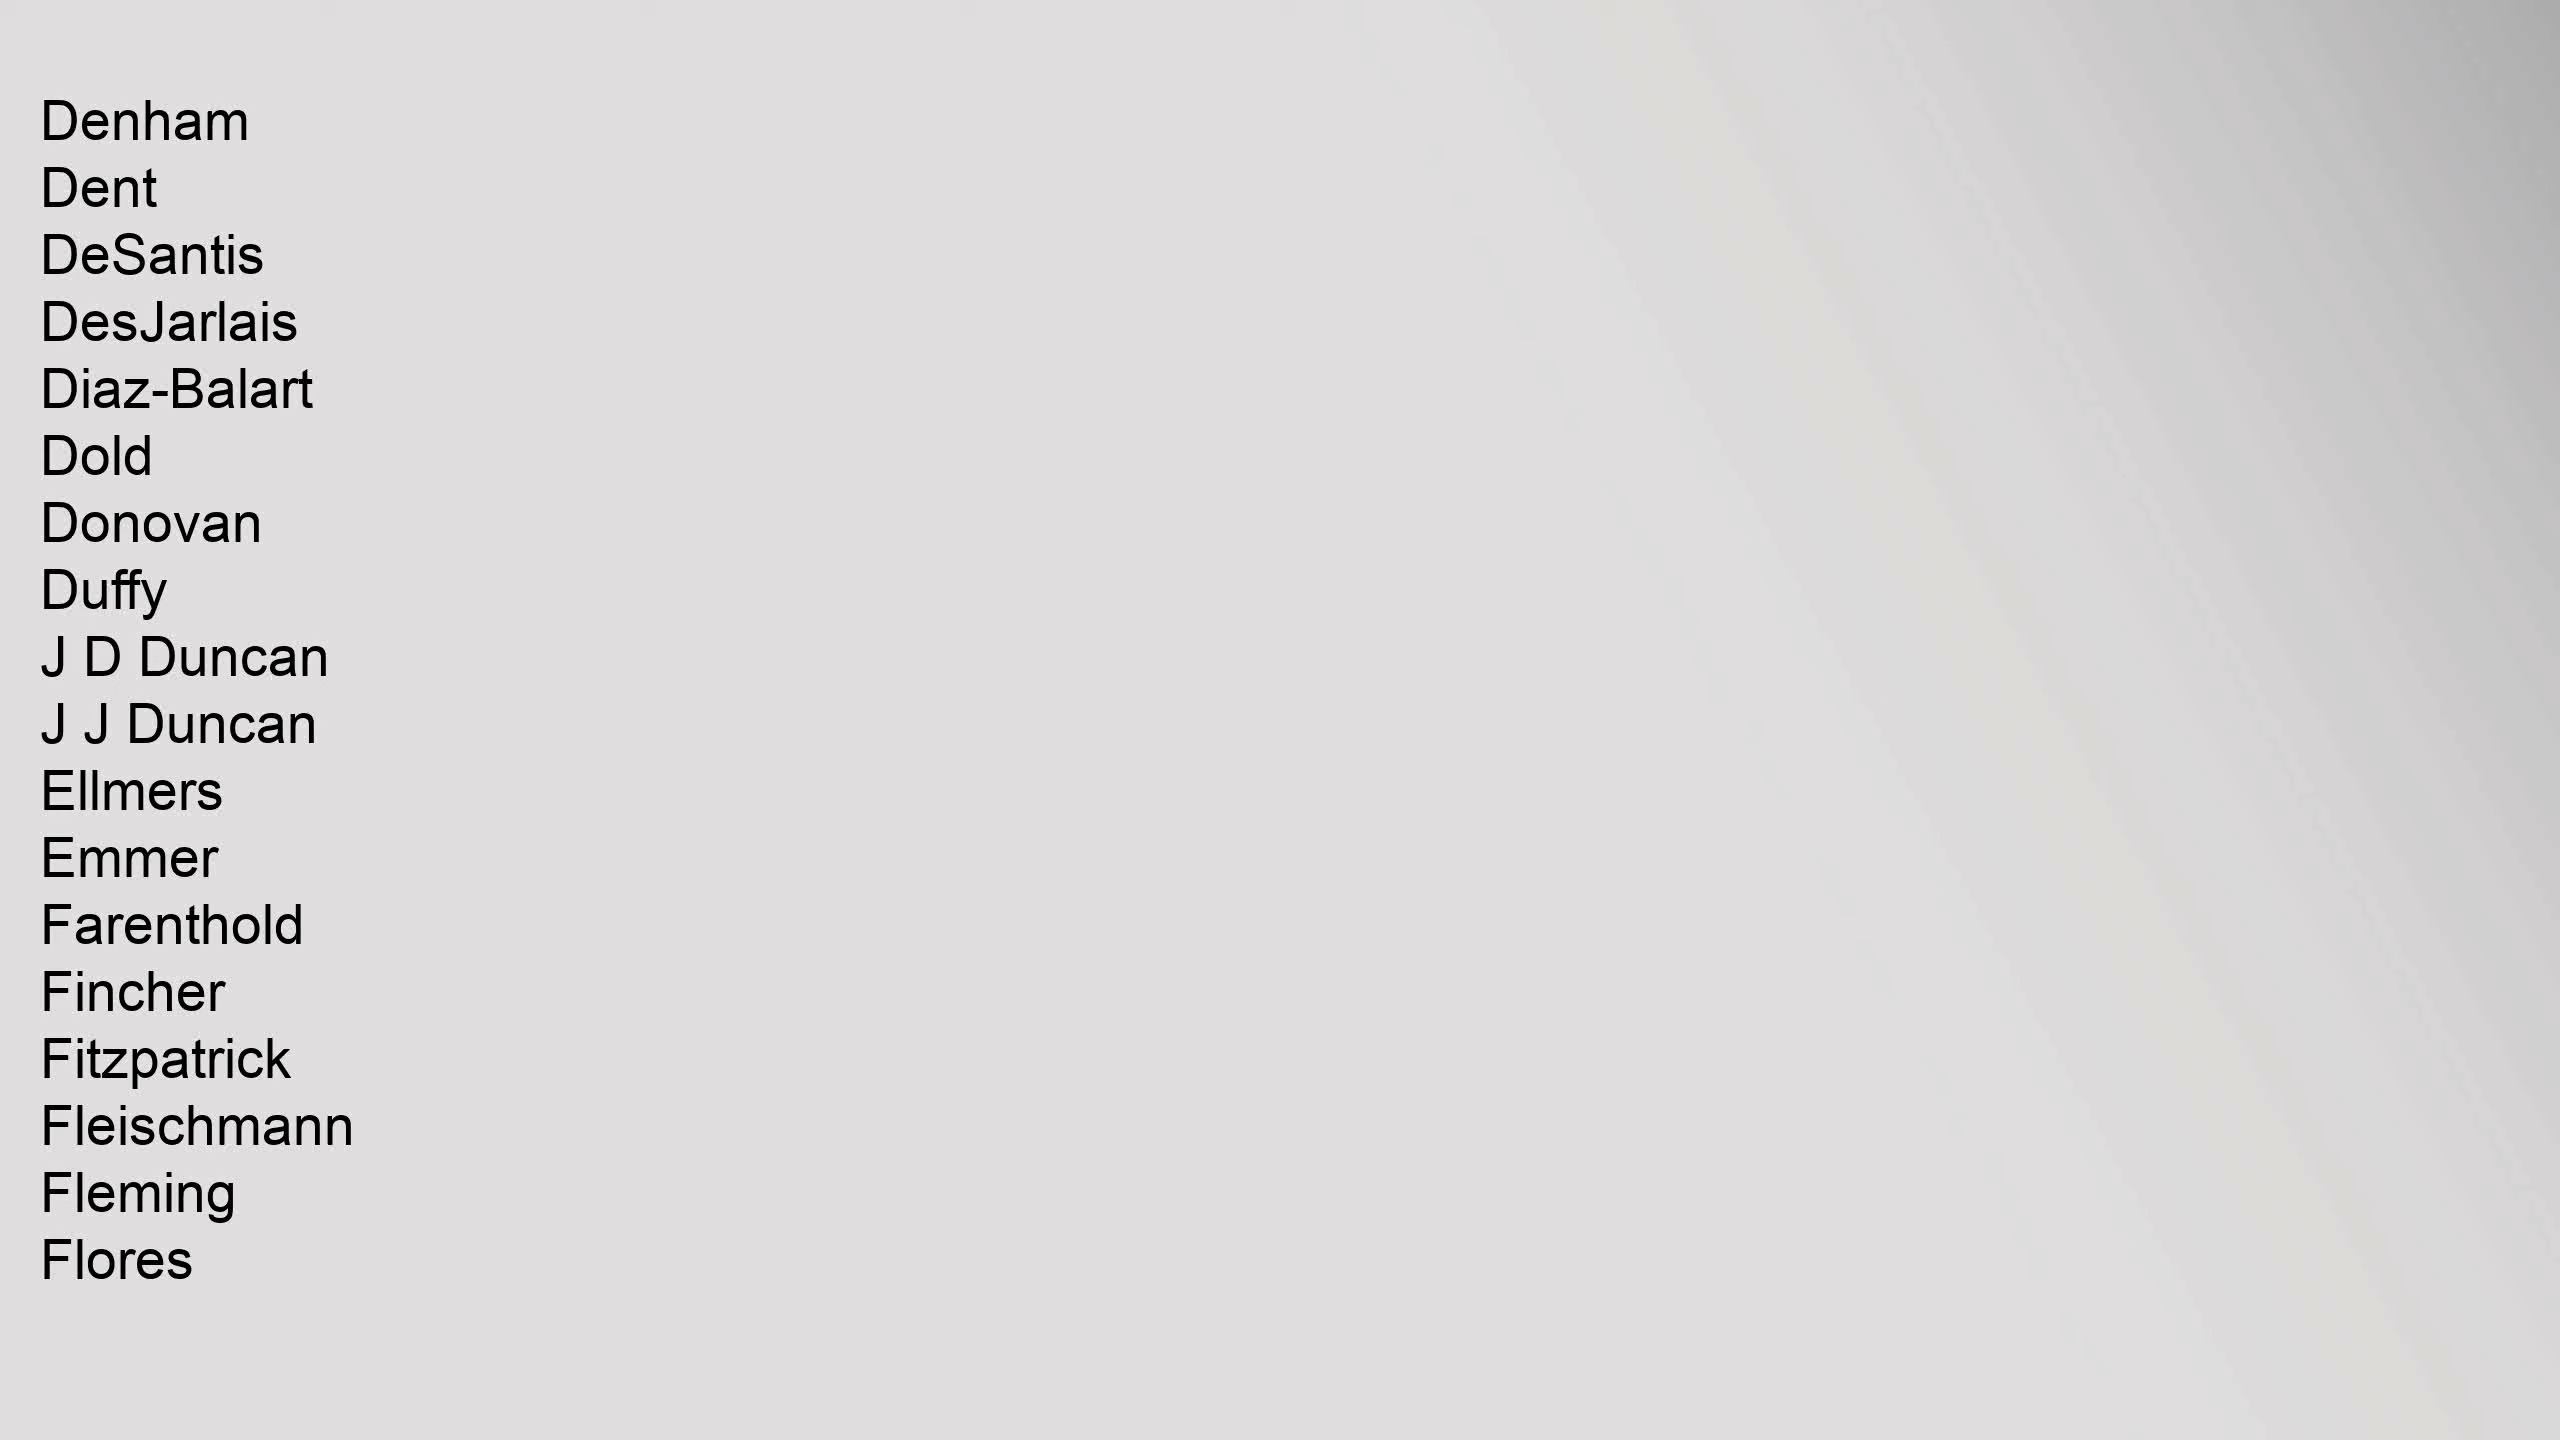 Denham
Dent
DeSantis
DesJarlais
Diaz-Balart
Dold
Donovan
Duffy
J D Duncan
J J Duncan
Ellmers
Emmer
Farenthold
Fincher
Fitzpatrick
Fleischmann
Fleming
Flores